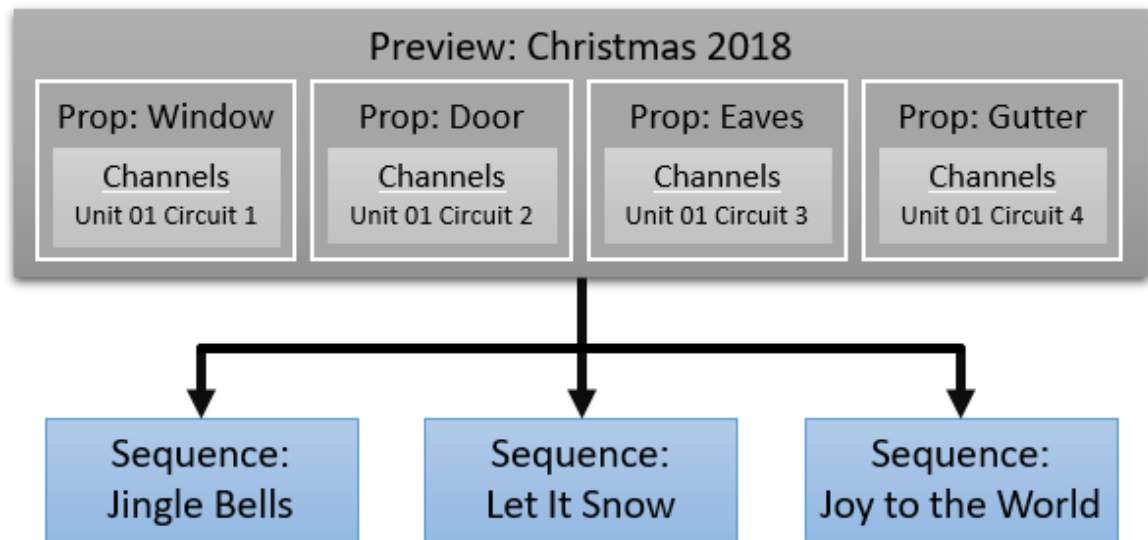 Preview: Christmas 2018
Prop: Window
Channels
Unit 01 Circuit 1
Prop: Door
Channels
Unit 01 Circuit 2
Prop: Eaves
Channels
Unit 01 Circuit 3
Prop: Gutter
Channels
Unit 01 Circuit 4
Sequence:
Jingle Bells
Sequence:
Let It Snow
Sequence:
Joy to the World